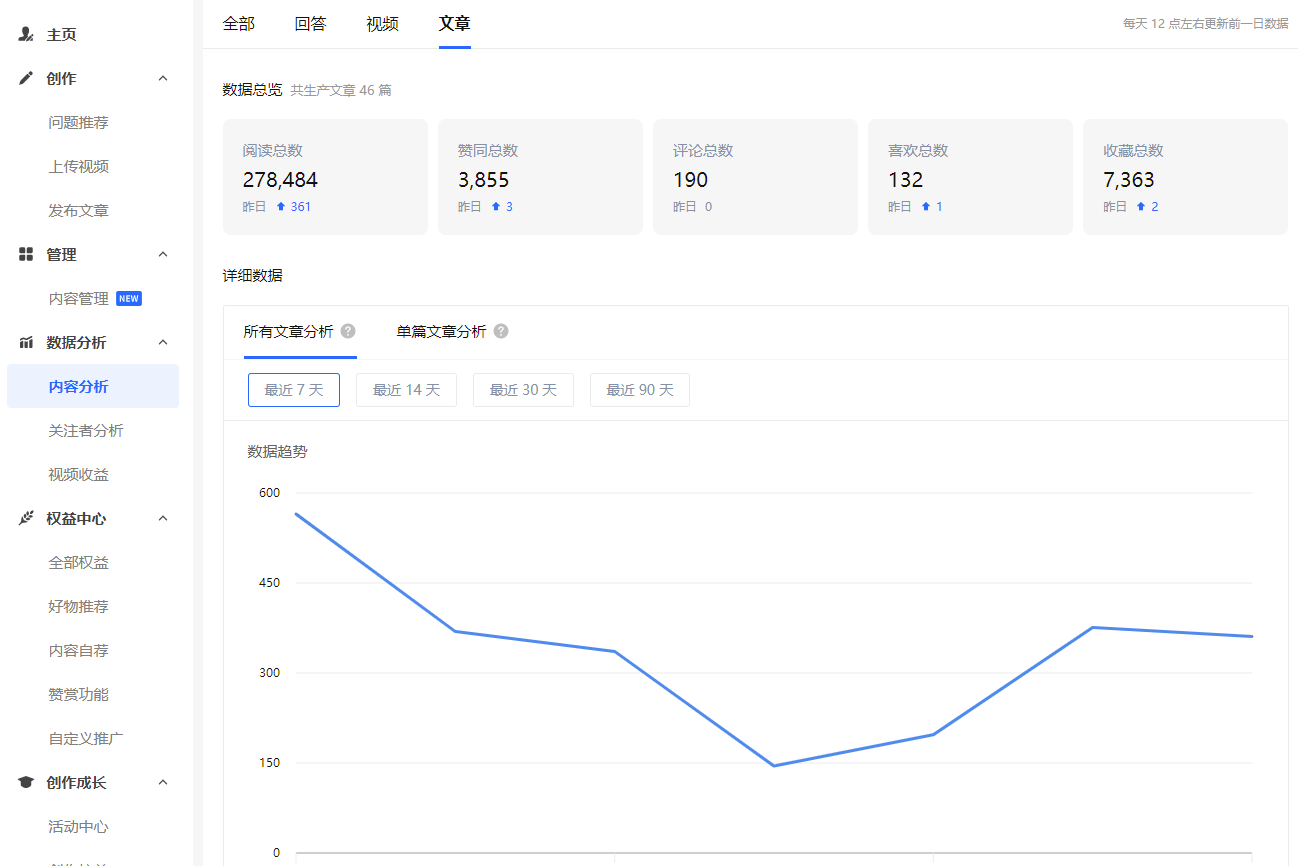 主页
创作
问题推荐
上传视频
发布文章
管理
内容管理 NEW
数据分析
内容分析
关注者分析
视频收益
权益中心
全部权益
好物推荐
内容自荐
赞赏功能
自定义推广
创作成长
活动中心
全部 回答 视频 文章
每天 12 点左右更新前一日数据
数据总览 共生产文章 46 篇
阅读总数
278,484
昨日 361
赞同总数
3,855
昨日 3
评论总数
190
昨日 0
喜欢总数
132
昨日 1
收藏总数
7,363
昨日 2
详细数据
所有文章分析 ? 单篇文章分析 ?
最近 7 天 最近 14 天 最近 30 天 最近 90 天
数据趋势
600
450
300
150
0